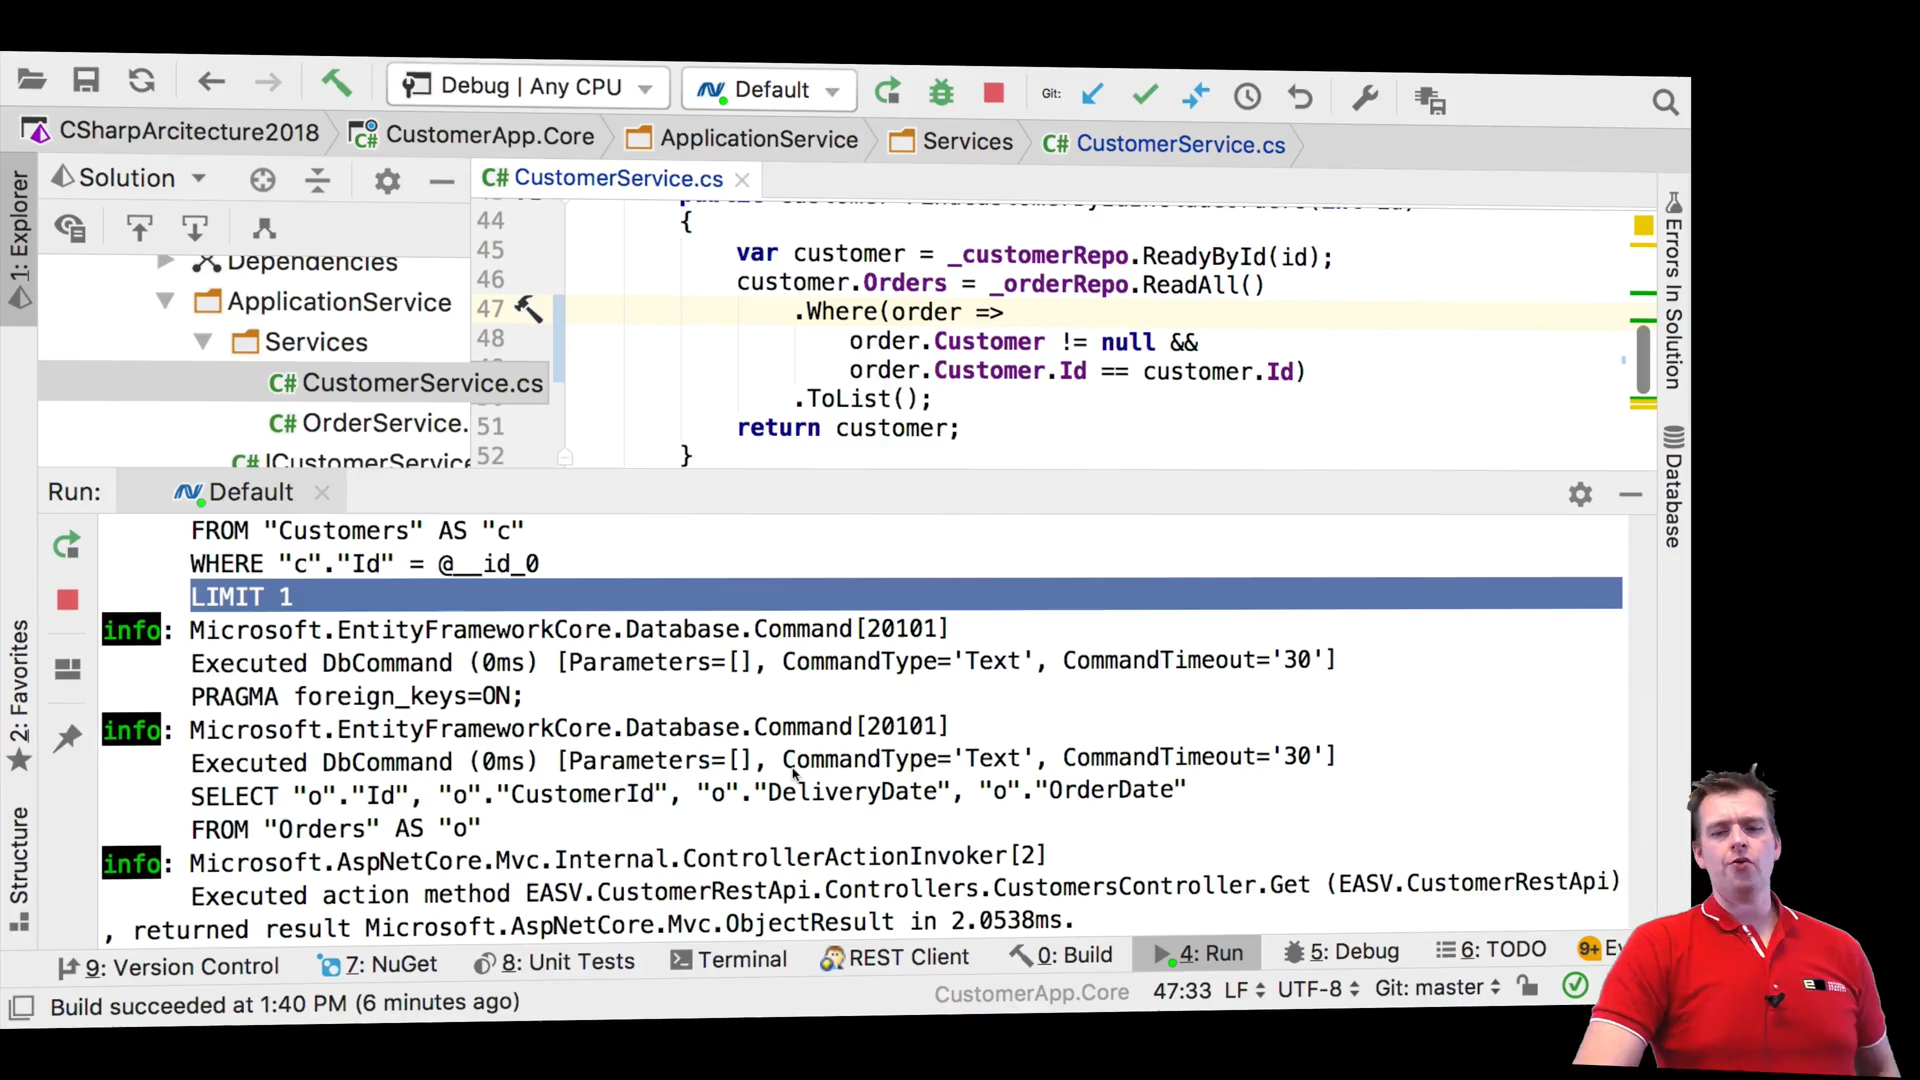 Debug | Any CPU
Default
Git:
CSharpArcitecture2018
CustomerApp.Core
ApplicationService
Services
C# CustomerService.cs
Solution
C# CustomerService.cs
1: Explorer
Dependencies
ApplicationService
Services
C# CustomerService.cs
C# OrderService.
C# ICustomerService
44 {
45 var customer = _customerRepo.ReadyById(id);
46 customer.Orders = _orderRepo.ReadAll()
47 .Where(order =>
48 order.Customer != null &&
order.Customer.Id == customer.Id)
.ToList();
51 return customer;
52 }
Errors In Solution
Database
Run: Default
FROM "Customers" AS "c"
WHERE "c"."Id" = @__id_0
LIMIT 1
info: Microsoft.EntityFrameworkCore.Database.Command[20101]
Executed DbCommand (0ms) [Parameters=[], CommandType='Text', CommandTimeout='30']
PRAGMA foreign_keys=ON;
info: Microsoft.EntityFrameworkCore.Database.Command[20101]
Executed DbCommand (0ms) [Parameters=[], CommandType='Text', CommandTimeout='30']
SELECT "o"."Id", "o"."CustomerId", "o"."DeliveryDate", "o"."OrderDate"
FROM "Orders" AS "o"
info: Microsoft.AspNetCore.Mvc.Internal.ControllerActionInvoker[2]
Executed action method EASV.CustomerRestApi.Controllers.CustomersController.Get (EASV.CustomerRestApi)
, returned result Microsoft.AspNetCore.Mvc.ObjectResult in 2.0538ms.
2: Favorites
Structure
9: Version Control
7: NuGet
8: Unit Tests
Terminal
REST Client
0: Build
4: Run
5: Debug
6: TODO
9+
Build succeeded at 1:40 PM (6 minutes ago)
CustomerApp.Core
47:33
LF
UTF-8
Git: master